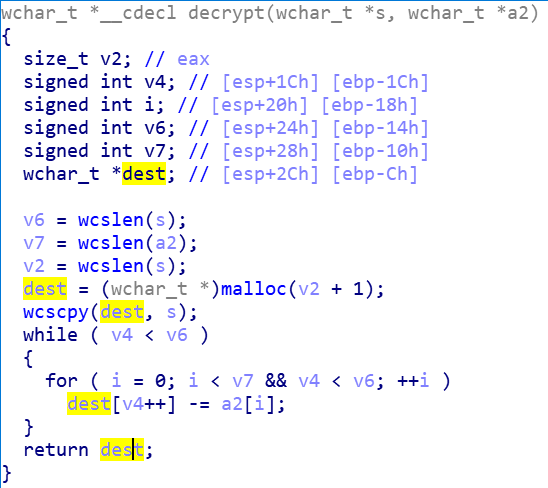 wchar_t *__cdecl decrypt(wchar_t *s, wchar_t *a2)
{
  size_t v2; // eax
  signed int v4; // [esp+1Ch] [ebp-1Ch]
  signed int i; // [esp+20h] [ebp-18h]
  signed int v6; // [esp+24h] [ebp-14h]
  signed int v7; // [esp+28h] [ebp-10h]
  wchar_t *dest; // [esp+2Ch] [ebp-Ch]

  v6 = wcslen(s);
  v7 = wcslen(a2);
  v2 = wcslen(s);
  dest = (wchar_t *)malloc(v2 + 1);
  wcscpy(dest, s);
  while ( v4 < v6 )
  {
    for ( i = 0; i < v7 && v4 < v6; ++i )
      dest[v4++] -= a2[i];
  }
  return dest;
}